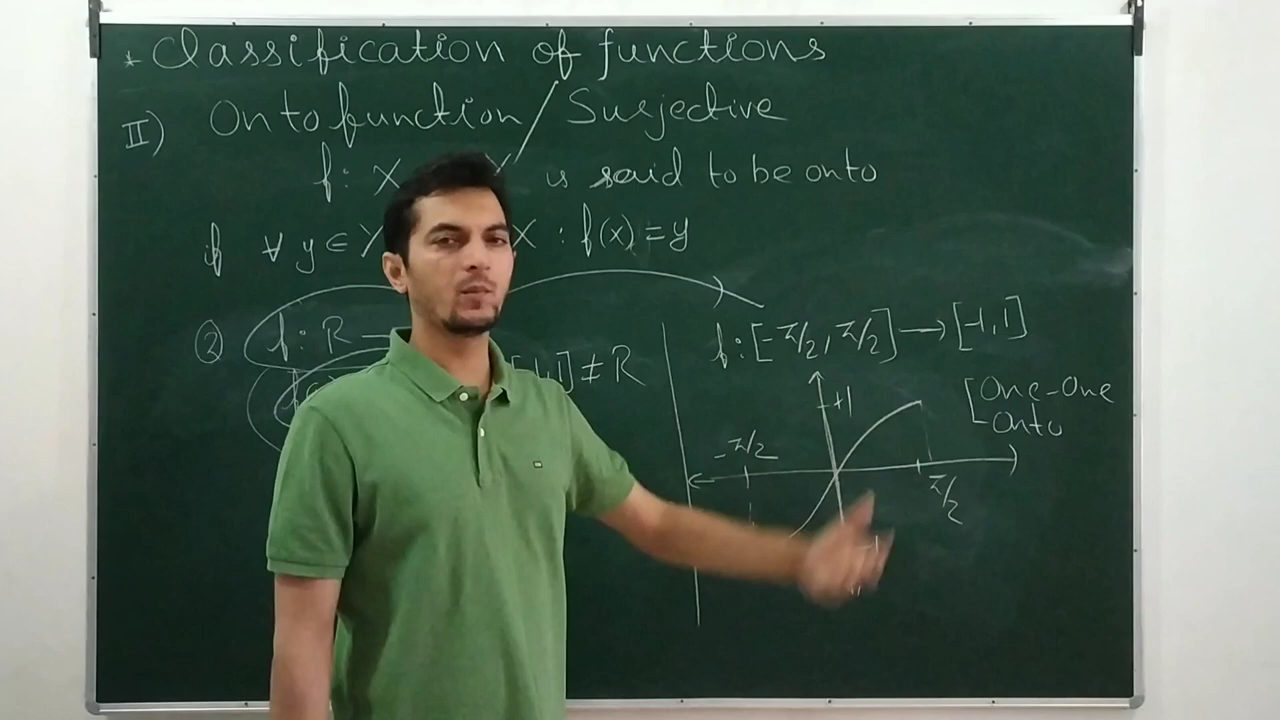 * Classification of functions
II) Onto function / Surjective
f: X Y is said to be onto
if ∀ y ∈ Y X : f(x) = y
② f: R →
≠ R
f: [-π/2, π/2] → [-1, 1]
+1
One-One
Onto
-π/2
π/2
-1